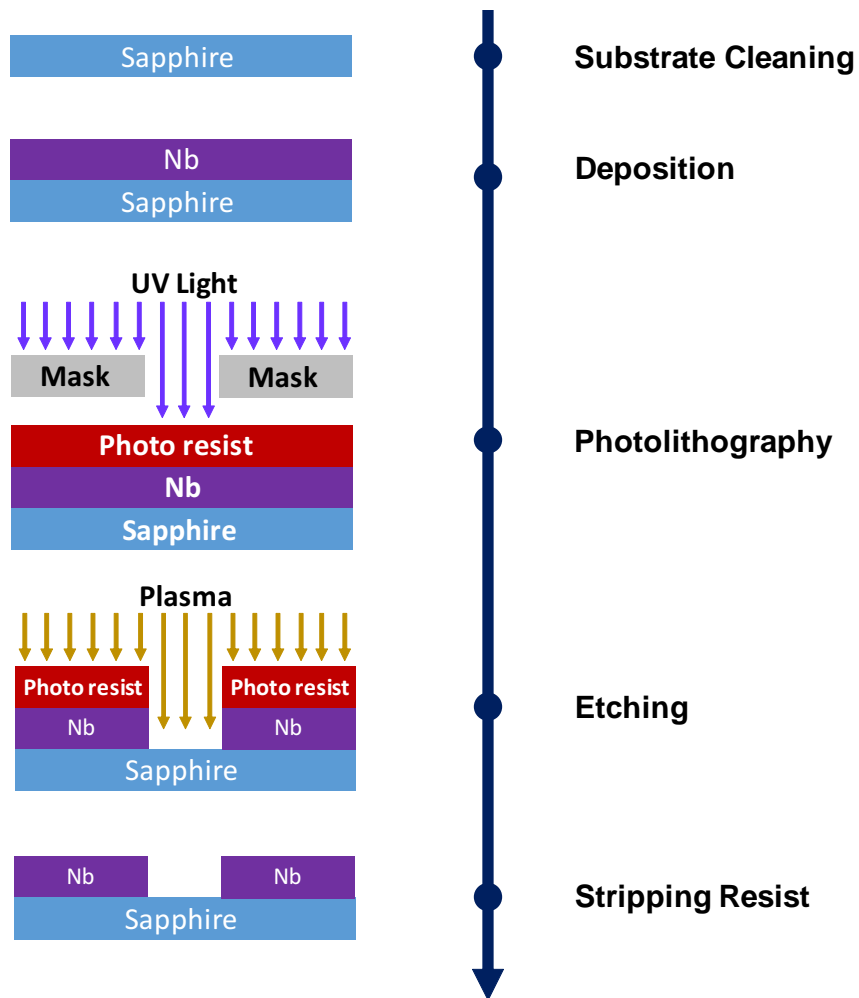 Sapphire
Substrate Cleaning
Nb
Sapphire
Deposition
UV Light
Mask Mask
Photo resist
Nb
Sapphire
Photolithography
Plasma
Photo resist Photo resist
Nb Nb
Sapphire
Etching
Nb Nb
Sapphire
Stripping Resist